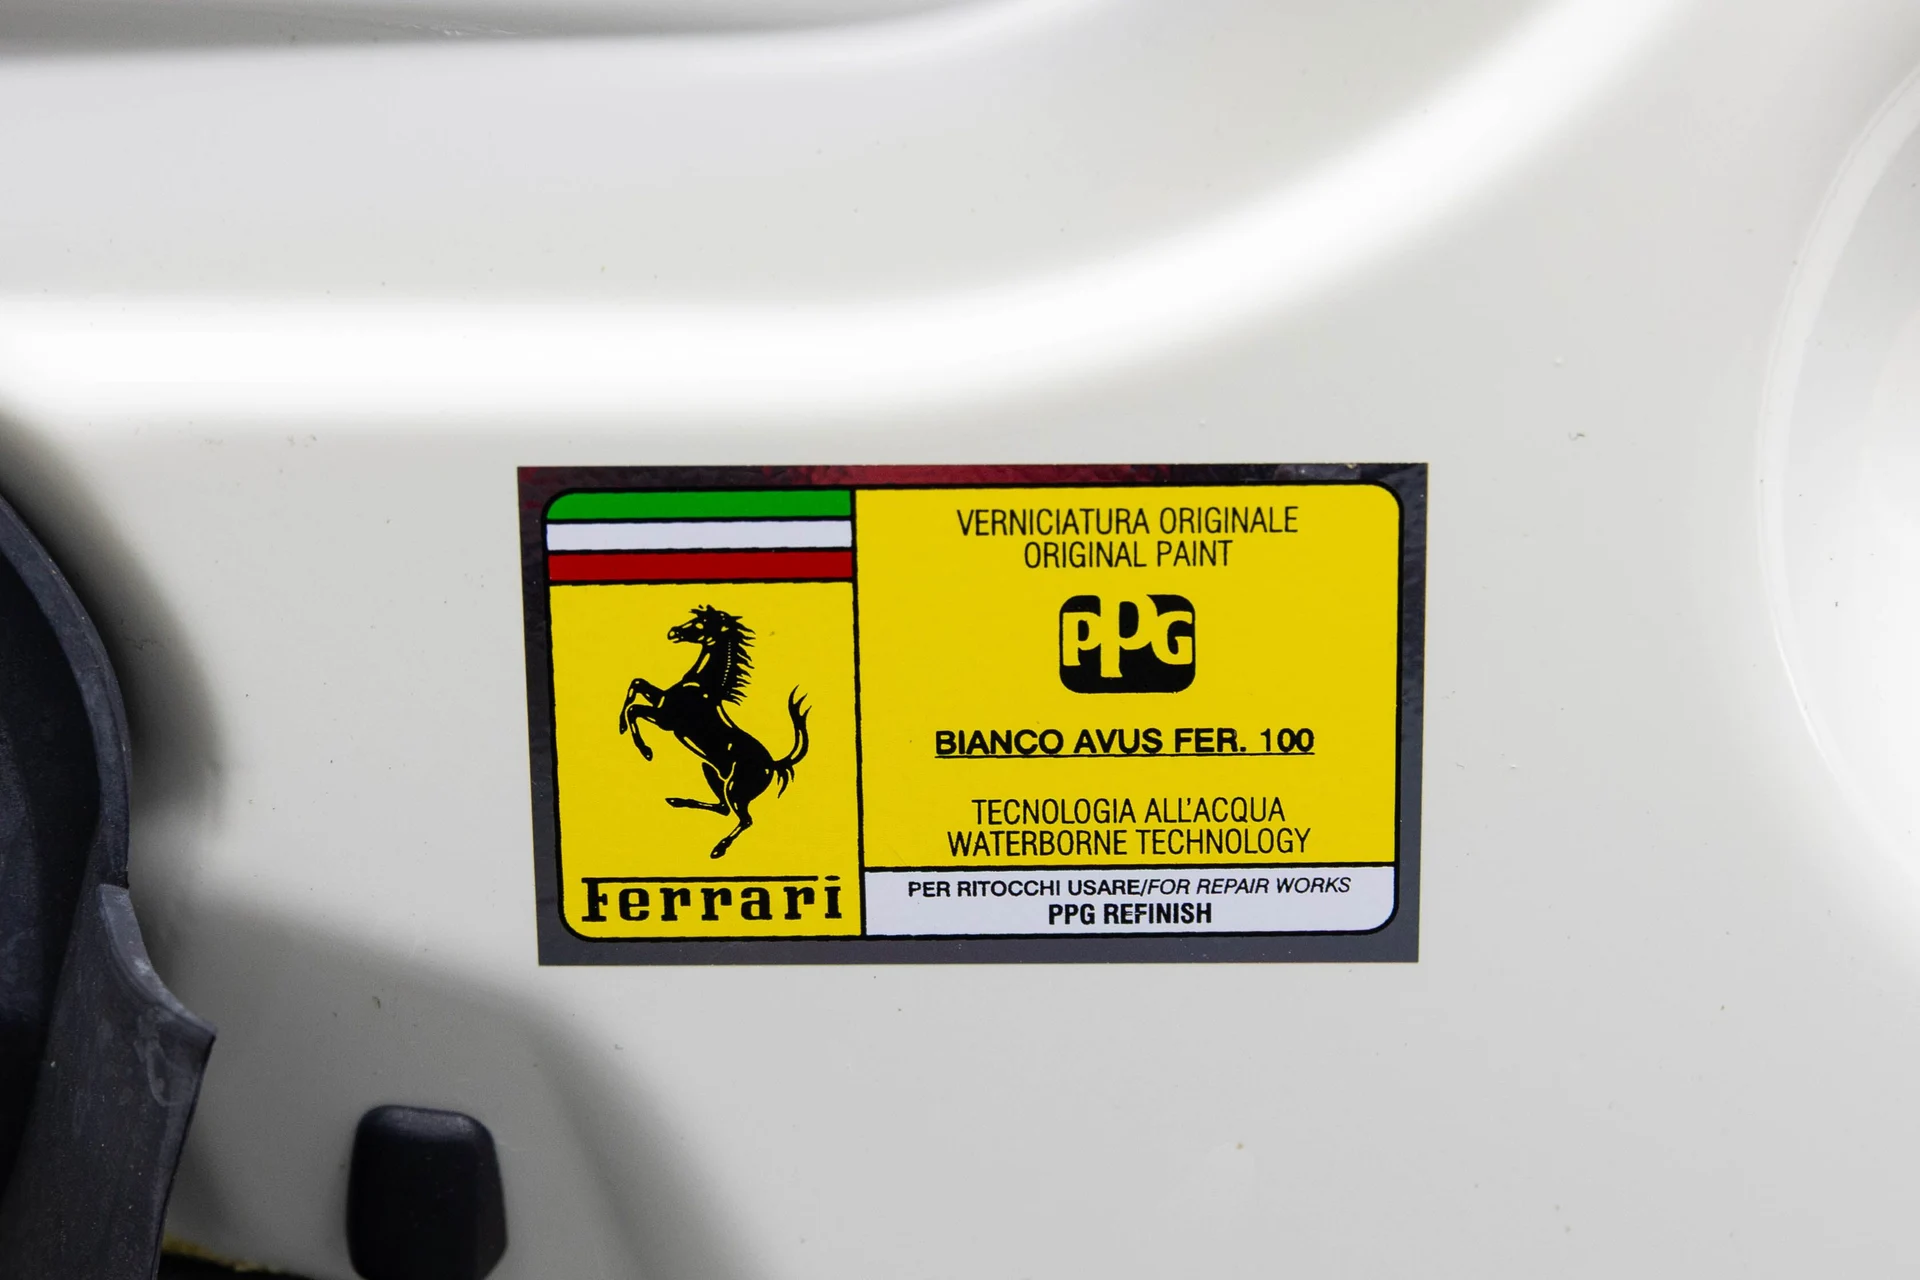 VERNICIATURA ORIGINALE
ORIGINAL PAINT
PPG
BIANCO AVUS FER. 100
TECNOLOGIA ALL'ACQUA
WATERBORNE TECHNOLOGY
Ferrari
PER RITOCCHI USARE/FOR REPAIR WORKS
PPG REFINISH